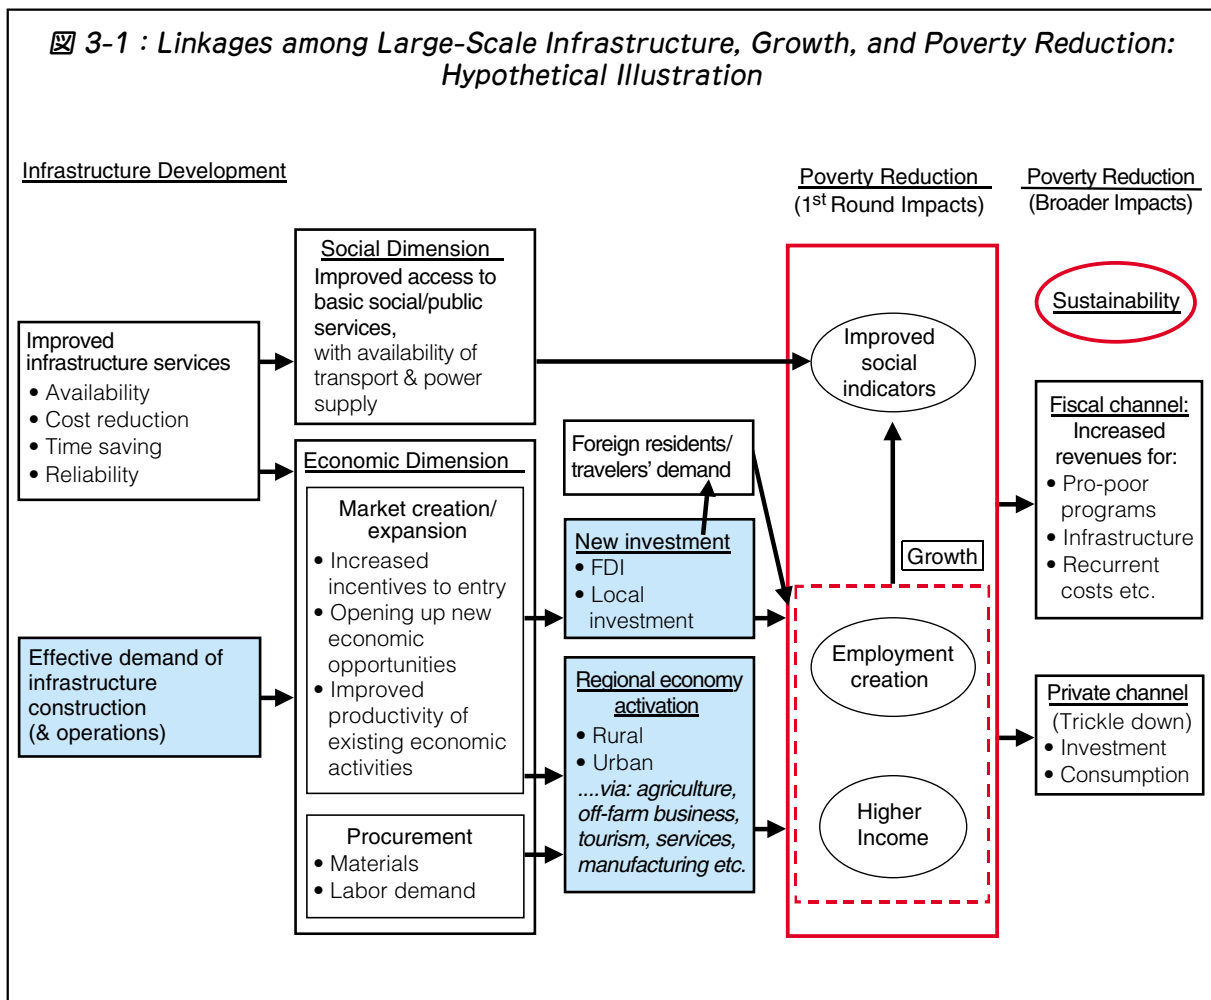 図 3-1 : Linkages among Large-Scale Infrastructure, Growth, and Poverty Reduction:
Hypothetical Illustration
Infrastructure Development
Poverty Reduction
(1st Round Impacts)
Poverty Reduction
(Broader Impacts)
Improved
infrastructure services
• Availability
• Cost reduction
• Time saving
• Reliability
Effective demand of
infrastructure
construction
(& operations)
Social Dimension
Improved access to
basic social/public
services,
with availability of
transport & power
supply
Economic Dimension
Market creation/
expansion
• Increased
incentives to entry
• Opening up new
economic
opportunities
• Improved
productivity of
existing economic
activities
Procurement
• Materials
• Labor demand
Foreign residents/
travelers’ demand
New investment
• FDI
• Local
investment
Regional economy
activation
• Rural
• Urban
....via: agriculture,
off-farm business,
tourism, services,
manufacturing etc.
Improved
social
indicators
Growth
Employment
creation
Higher
Income
Sustainability
Fiscal channel:
Increased
revenues for:
• Pro-poor
programs
• Infrastructure
• Recurrent
costs etc.
Private channel
(Trickle down)
• Investment
• Consumption